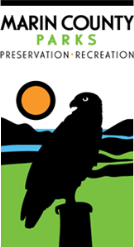 MARIN COUNTY
PARKS
PRESERVATION · RECREATION